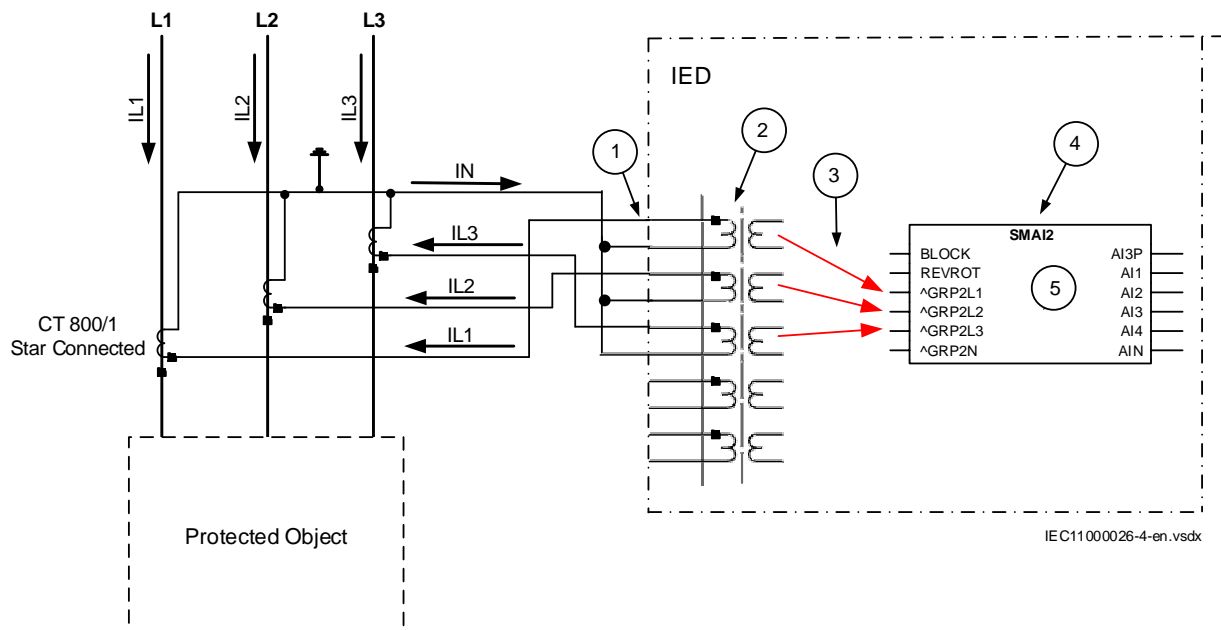 L1
L2
L3
IL1
IL2
IL3
IED
1
2
3
4
IN
IL3
IL2
IL1
CT 800/1
Star Connected
SMAI2
BLOCK
REVROT
^GRP2L1
^GRP2L2
^GRP2L3
^GRP2N
5
AI3P
AI1
AI2
AI3
AI4
AIN
Protected Object
IEC11000026-4-en.vsdx